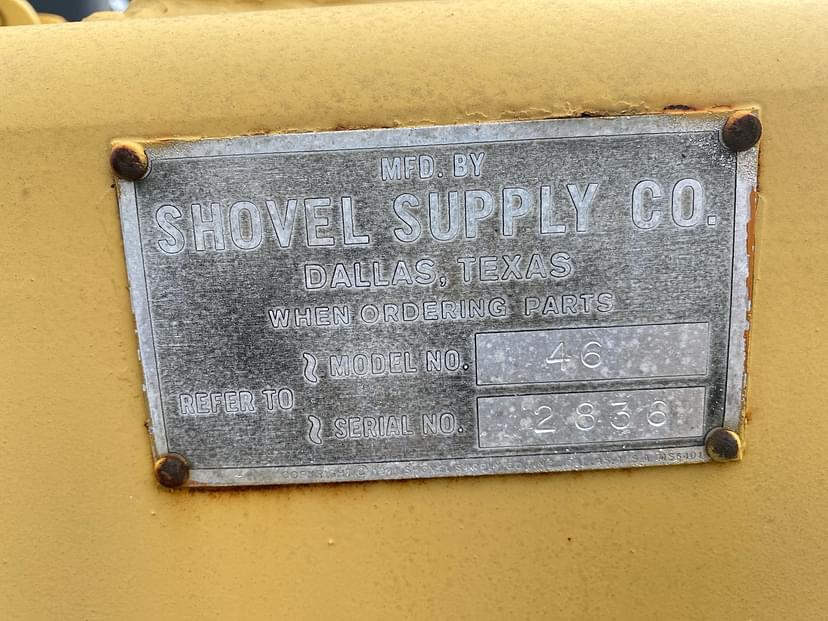 MFD. BY
SHOVEL SUPPLY CO.
DALLAS, TEXAS
WHEN ORDERING PARTS
REFER TO
MODEL NO. 46
SERIAL NO. 2836